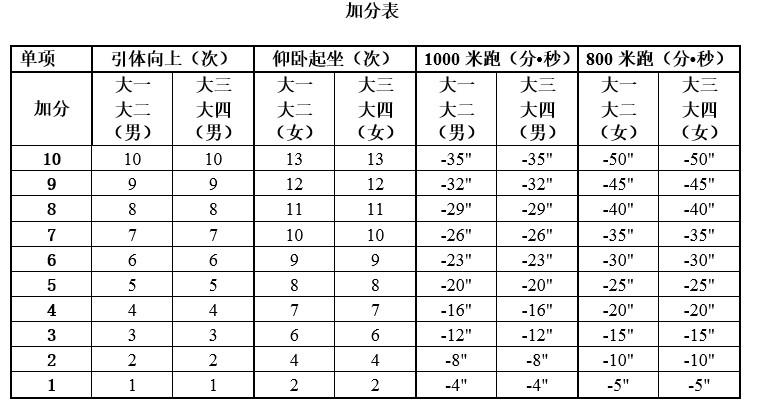 加分表
单项 引体向上（次） 仰卧起坐（次） 1000 米跑（分•秒） 800 米跑（分•秒）
加分 大一大二（男） 大三大四（男） 大一大二（女） 大三大四（女） 大一大二（男） 大三大四（男） 大一大二（女） 大三大四（女）
10 10 10 13 13 -35" -35" -50" -50"
9 9 9 12 12 -32" -32" -45" -45"
8 8 8 11 11 -29" -29" -40" -40"
7 7 7 10 10 -26" -26" -35" -35"
6 6 6 9 9 -23" -23" -30" -30"
5 5 5 8 8 -20" -20" -25" -25"
4 4 4 7 7 -16" -16" -20" -20"
3 3 3 6 6 -12" -12" -15" -15"
2 2 2 4 4 -8" -8" -10" -10"
1 1 1 2 2 -4" -4" -5" -5"